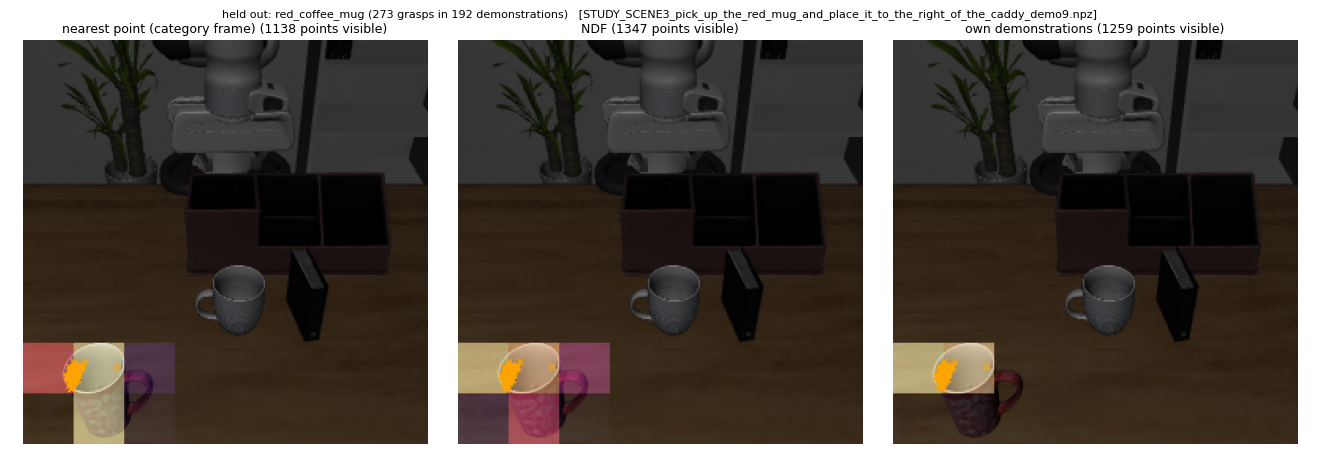 held out: red_coffee_mug (273 grasps in 192 demonstrations)   [STUDY_SCENE3_pick_up_the_red_mug_and_place_it_to_the_right_of_the_caddy_demo9.npz]
nearest point (category frame) (1138 points visible)
NDF (1347 points visible)
own demonstrations (1259 points visible)